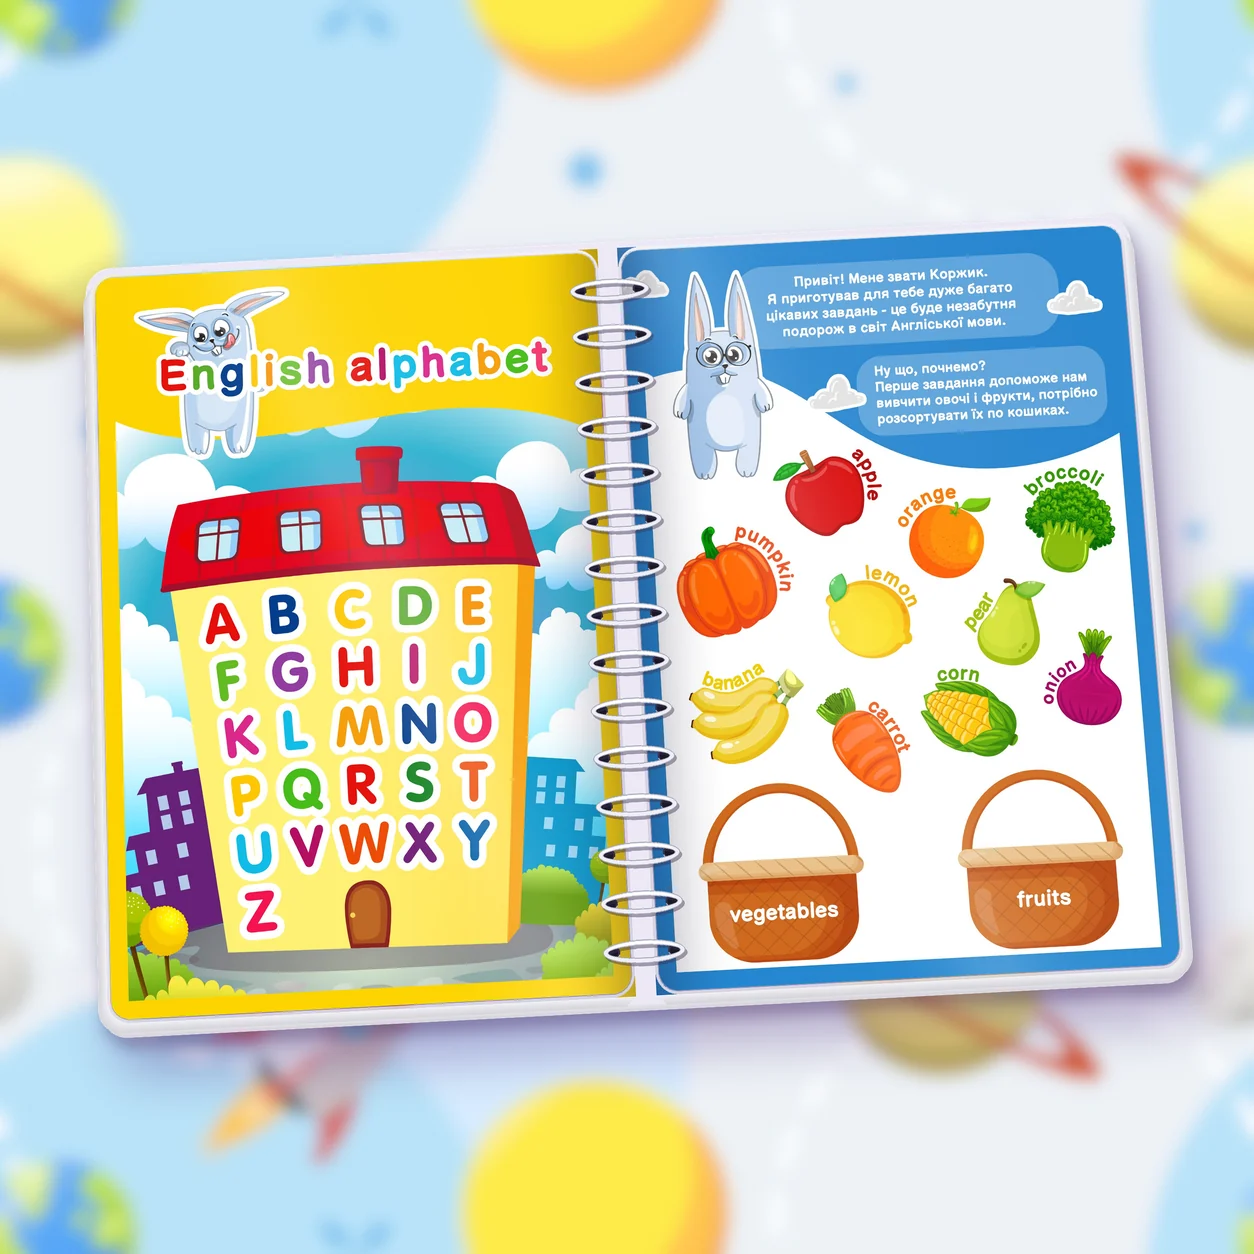 English alphabet
A B C D E
F G H I J
K L M N O
P Q R S T
U V W X Y
Z
Привіт! Мене звати Коржик.
Я приготував для тебе дуже багато
цікавих завдань - це буде незабутня
подорож в світ Англіської мови.
Ну що, почнемо?
Перше завдання допоможе нам
вивчити овочі і фрукти, потрібно
розсортувати їх по кошиках.
apple
orange
broccoli
pumpkin
lemon
pear
banana
carrot
corn
onion
vegetables
fruits